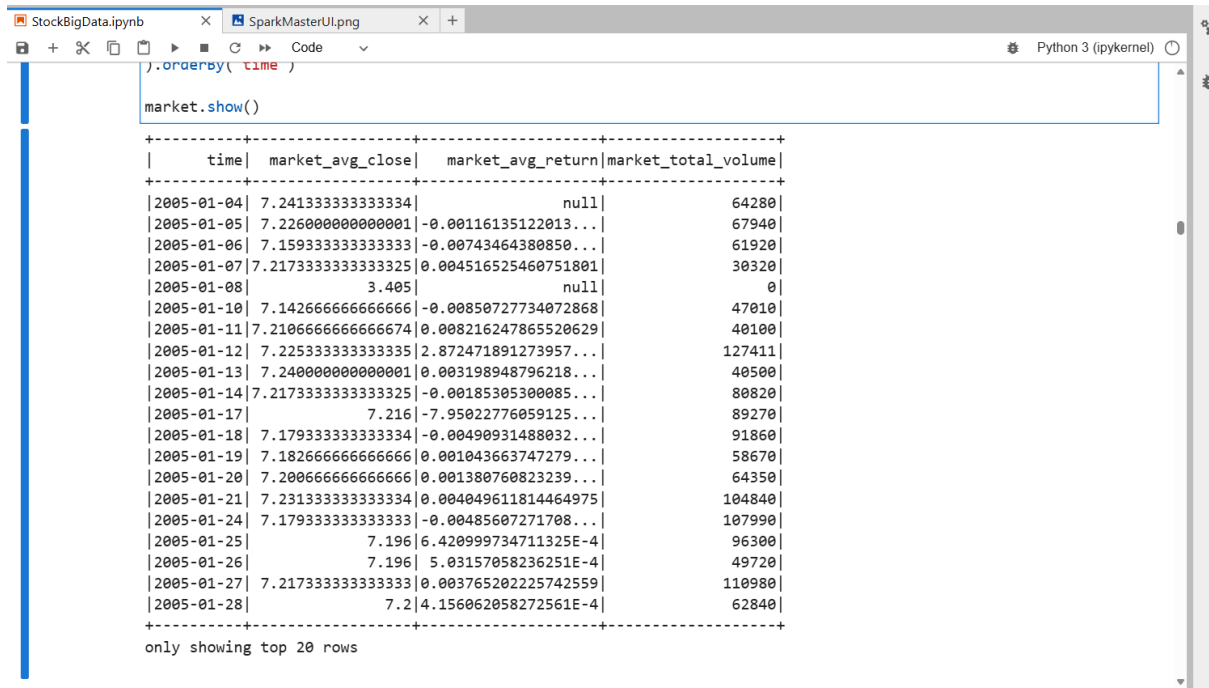 StockBigData.ipynb
SparkMasterUI.png
Code
Python 3 (ipykernel)
).orderBy("time")
market.show()
+----------+------------------+--------------------+-------------------+
|      time|  market_avg_close|   market_avg_return|market_total_volume|
+----------+------------------+--------------------+-------------------+
|2005-01-04| 7.241333333333334|                null|              64280|
|2005-01-05| 7.226000000000001|-0.00116135122013...|              67940|
|2005-01-06| 7.159333333333333|-0.00743464380850...|              61920|
|2005-01-07|7.2173333333333325|0.004516525460751801|              30320|
|2005-01-08|             3.405|                null|                  0|
|2005-01-10| 7.142666666666666|-0.00850727734072868|              47010|
|2005-01-11|7.2106666666666674|0.008216247865520629|              40100|
|2005-01-12| 7.225333333333335|2.872471891273957...|             127411|
|2005-01-13| 7.240000000000001|0.003198948796218...|              40500|
|2005-01-14|7.2173333333333325|-0.00185305300085...|              80820|
|2005-01-17|             7.216|-7.95022776059125...|              89270|
|2005-01-18| 7.179333333333334|-0.00490931488032...|              91860|
|2005-01-19| 7.182666666666666|0.001043663747279...|              58670|
|2005-01-20| 7.200666666666666|0.001380760823239...|              64350|
|2005-01-21| 7.231333333333334|0.004049611814464975|             104840|
|2005-01-24| 7.179333333333333|-0.00485607271708...|             107990|
|2005-01-25|             7.196|6.420999734711325E-4|              96300|
|2005-01-26|             7.196| 5.03157058236251E-4|              49720|
|2005-01-27| 7.217333333333333|0.003765202225742559|             110980|
|2005-01-28|               7.2|4.156062058272561E-4|              62840|
+----------+------------------+--------------------+-------------------+
only showing top 20 rows